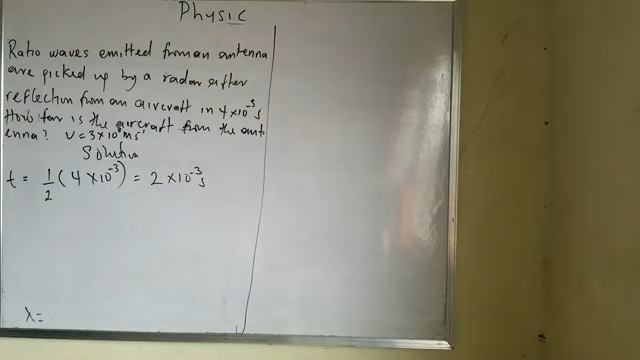 Physic
Ratio waves emitted from an antenna
are picked up by a radar after
reflection from an aircraft in 4×10⁻³s
How far is the aircraft from the ant
enna? v=3×10⁸ms⁻¹
Solution
t = 1/2 (4×10⁻³) = 2×10⁻³s
x=